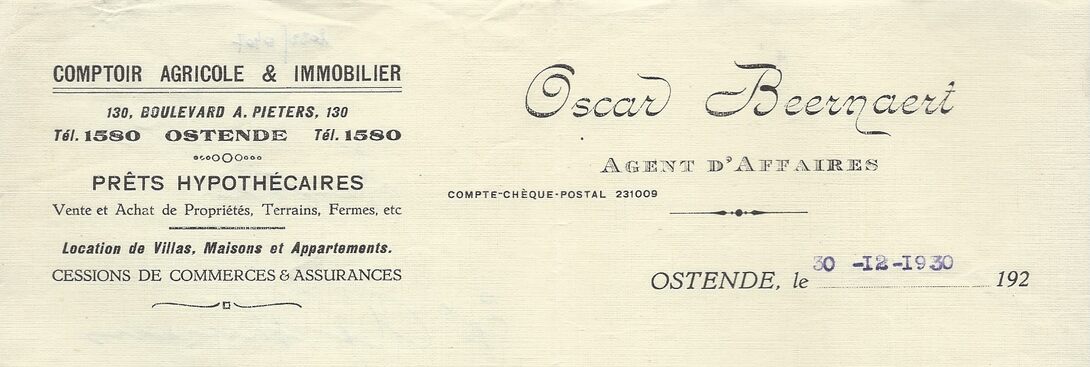 COMPTOIR AGRICOLE & IMMOBILIER
130, BOULEVARD A. PIETERS, 130
Tél. 1580 OSTENDE Tél. 1580
PRÊTS HYPOTHÉCAIRES
Vente et Achat de Propriétés, Terrains, Fermes, etc
Location de Villas, Maisons et Appartements.
CESSIONS DE COMMERCES & ASSURANCES
Oscar Beernaert
AGENT D'AFFAIRES
COMPTE-CHÈQUE-POSTAL 231009
OSTENDE, le 30 -12-1930 192